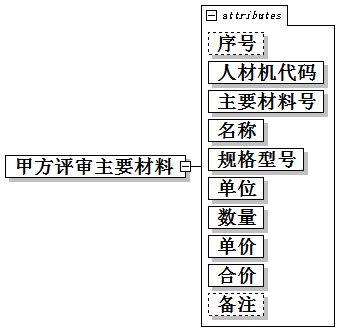 attributes
序号
人材机代码
主要材料号
名称
规格型号
甲方评审主要材料
单位
数量
单价
合价
备注